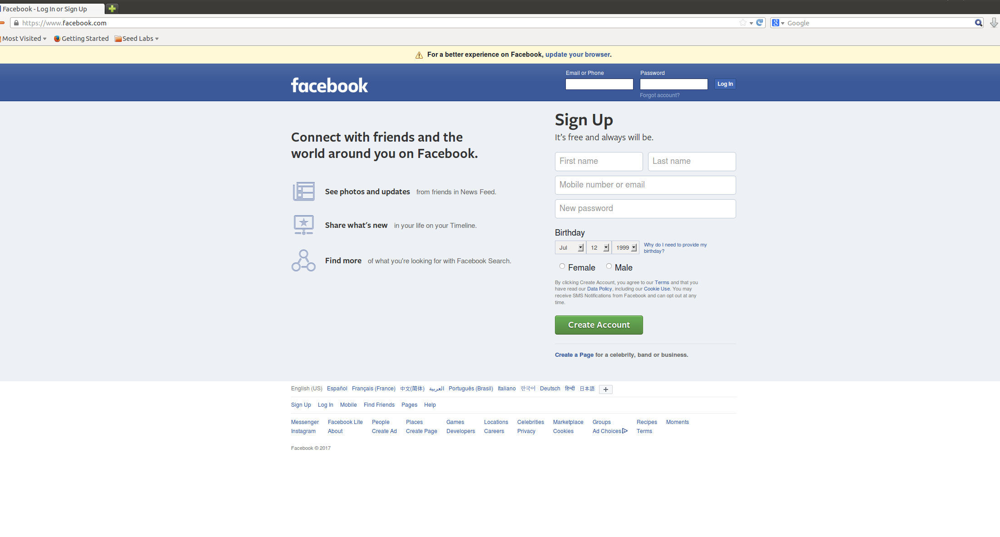 Facebook - Log In or Sign Up
https://www.facebook.com
Google
Most Visited Getting Started Seed Labs
For a better experience on Facebook, update your browser.
facebook
Email or Phone Password
Log In
Forgot account?
Connect with friends and the
world around you on Facebook.
See photos and updates from friends in News Feed.
Share what's new in your life on your Timeline.
Find more of what you're looking for with Facebook Search.
Sign Up
It's free and always will be.
First name Last name
Mobile number or email
New password
Birthday
Jul 12 1999
Why do I need to provide my
birthday?
Female Male
By clicking Create Account, you agree to our Terms and that you
have read our Data Policy, including our Cookie Use. You may
receive SMS Notifications from Facebook and can opt out at any
time.
Create Account
Create a Page for a celebrity, band or business.
English (US) Español Français (France) 中文(简体) العربية Português (Brasil) Italiano 한국어 Deutsch हिन्दी 日本語
Sign Up Log In Mobile Find Friends Pages Help
Messenger Facebook Lite People Places Games Locations Celebrities Marketplace Groups Recipes Moments
Instagram About Create Ad Create Page Developers Careers Privacy Cookies Ad Choices Terms
Facebook © 2017